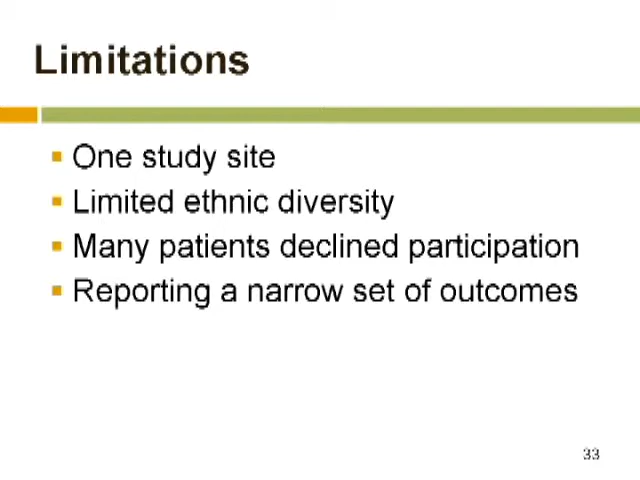 Limitations
One study site
Limited ethnic diversity
Many patients declined participation
Reporting a narrow set of outcomes
33